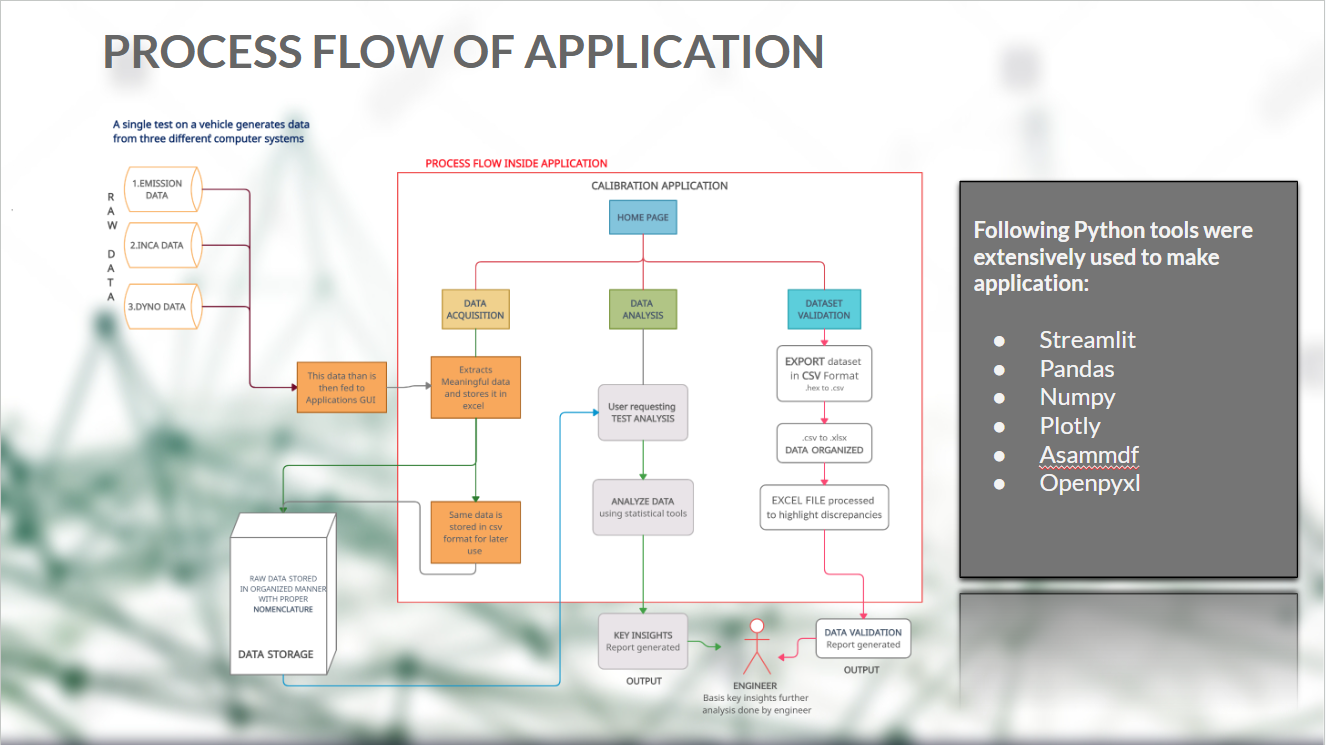 PROCESS FLOW OF APPLICATION
A single test on a vehicle generates data
from three different computer systems
RAW DATA
1.EMISSION
DATA
2.INCA DATA
3.DYNO DATA
This data than is
then fed to
Applications GUI
PROCESS FLOW INSIDE APPLICATION
CALIBRATION APPLICATION
HOME PAGE
DATA
ACQUISITION
Extracts
Meaningful data
and stores it in
excel
Same data is
stored in csv
format for later
use
DATA
ANALYSIS
User requesting
TEST ANALYSIS
ANALYZE DATA
using statistical tools
DATASET
VALIDATION
EXPORT dataset
in CSV Format
.hex to .csv
.csv to .xlsx
DATA ORGANIZED
EXCEL FILE processed
to highlight discrepancies
RAW DATA STORED
IN ORGANIZED MANNER
WITH PROPER
NOMENCLATURE
DATA STORAGE
KEY INSIGHTS
Report generated
OUTPUT
ENGINEER
Basis key insights further
analysis done by engineer
DATA VALIDATION
Report generated
OUTPUT
Following Python tools were
extensively used to make
application:
● Streamlit
● Pandas
● Numpy
● Plotly
● Asammdf
● Openpyxl